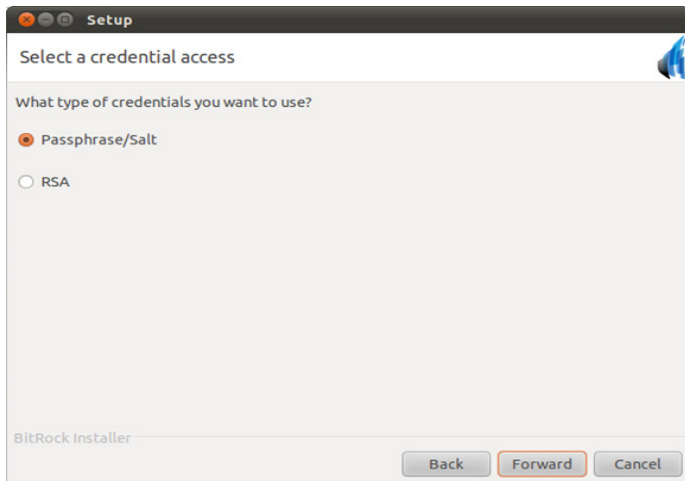 Setup
Select a credential access
What type of credentials you want to use?
Passphrase/Salt
RSA
BitRock Installer
Back Forward Cancel